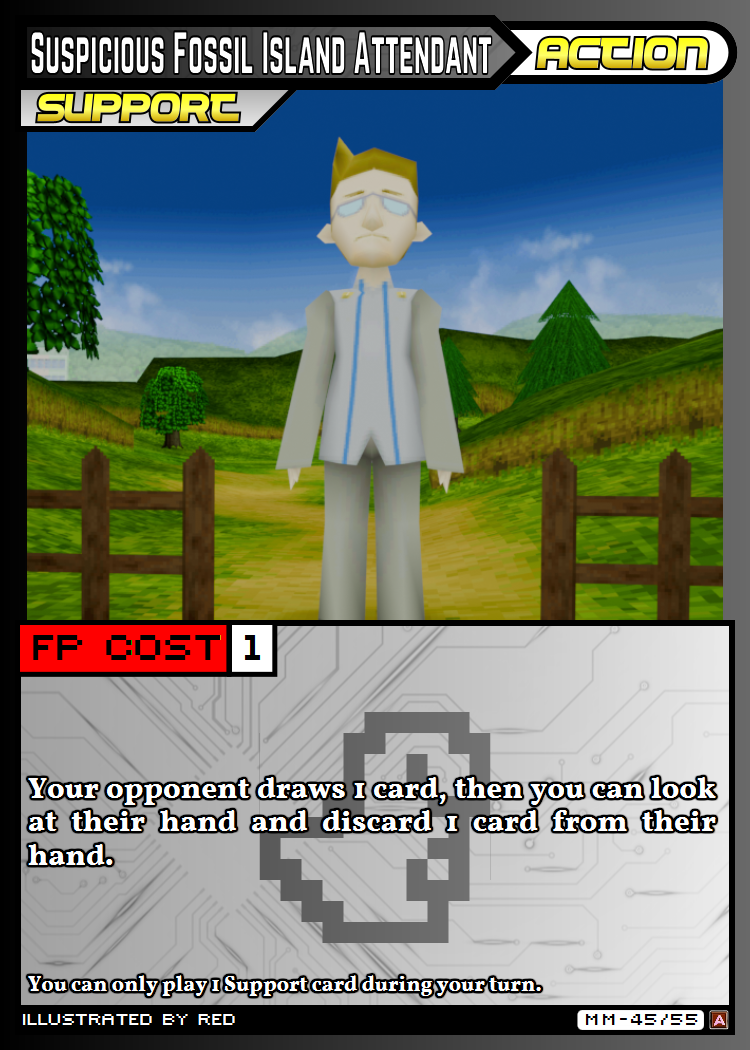 Suspicious Fossil Island Attendant
ACTION
SUPPORT
FP COST 1
Your opponent draws 1 card, then you can look
at their hand and discard 1 card from their
hand.
You can only play 1 Support card during your turn.
ILLUSTRATED BY RED
MM-45/55 A